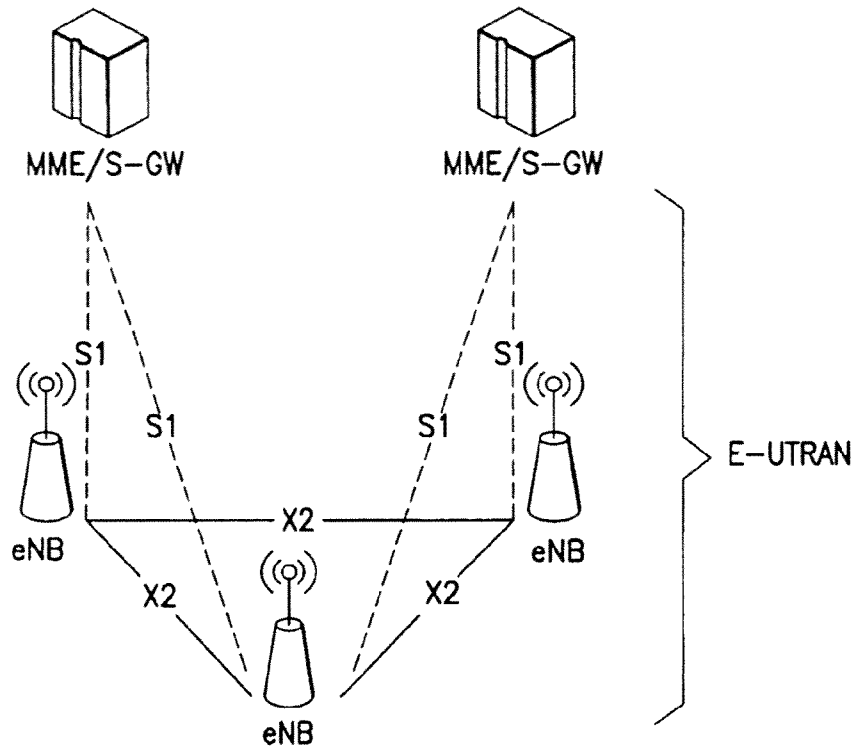 MME/S-GW
MME/S-GW
S1
S1
S1
S1
E-UTRAN
X2
eNB
eNB
X2
X2
eNB